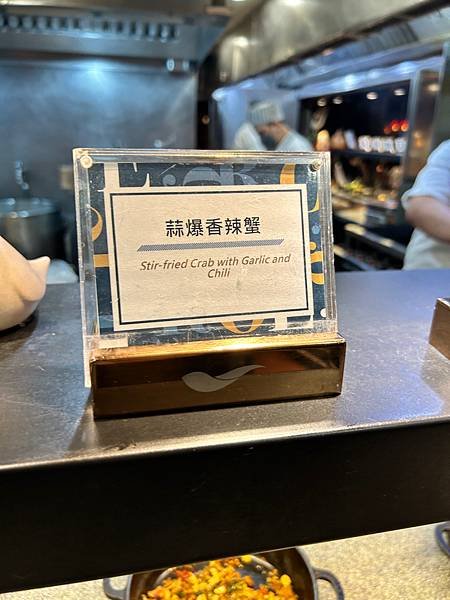 蒜爆香辣蟹
Stir-fried Crab with Garlic and
Chili